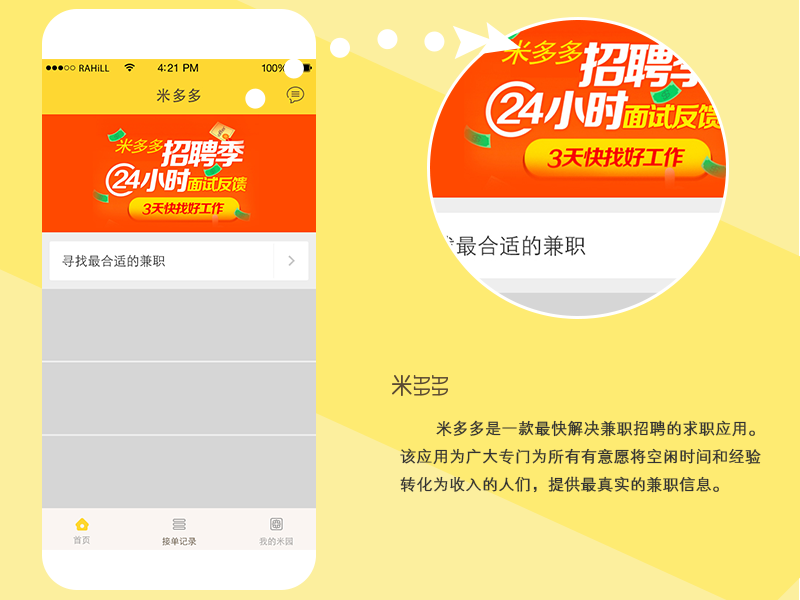 RAHiLL 4:21 PM 100%
米多多
米多多招聘季
24小时面试反馈
3天快找好工作
寻找最合适的兼职
首页 接单记录 我的米园
米多多招聘季
24小时面试反馈
3天快找好工作
最合适的兼职
米多多
米多多是一款最快解决兼职招聘的求职应用。
该应用为广大专门为所有有意愿将空闲时间和经验
转化为收入的人们，提供最真实的兼职信息。